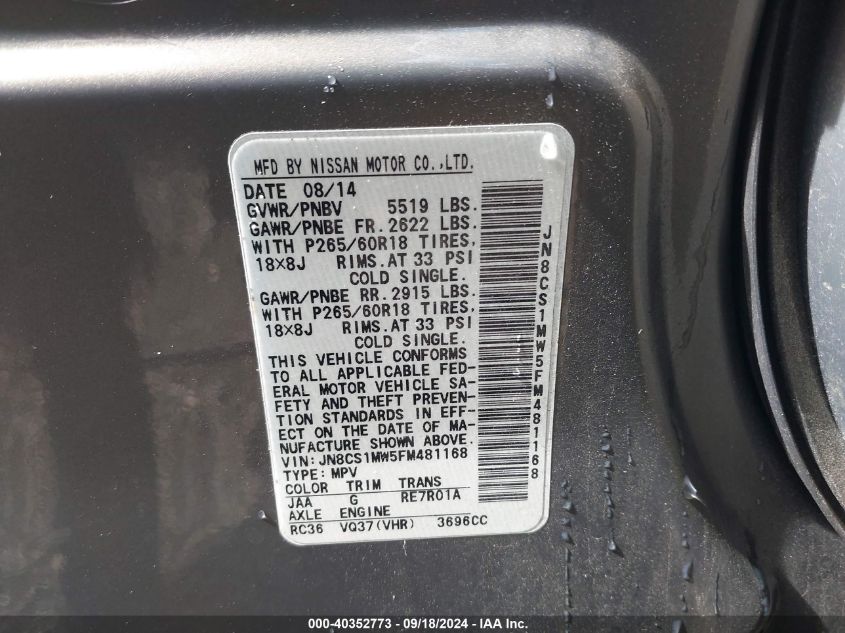 MFD BY NISSAN MOTOR CO.,LTD.
DATE 08/14
GVWR/PNBV 5519 LBS.
GAWR/PNBE FR.2622 LBS.
WITH P265/60R18 TIRES,
18×8J RIMS.AT 33 PSI
COLD SINGLE.
GAWR/PNBE RR.2915 LBS.
WITH P265/60R18 TIRES,
18×8J RIMS.AT 33 PSI
COLD SINGLE.
THIS VEHICLE CONFORMS
TO ALL APPLICABLE FED-
ERAL MOTOR VEHICLE SA-
FETY AND THEFT PREVEN-
TION STANDARDS IN EFF-
ECT ON THE DATE OF MA-
NUFACTURE SHOWN ABOVE.
VIN: JN8CS1MW5FM481168
TYPE: MPV
COLOR TRIM TRANS
JAA G RE7R01A
AXLE ENGINE
RC36 VQ37(VHR) 3696CC
JN8CS1MW5FM481168
000-40352773 - 09/18/2024 - IAA Inc.